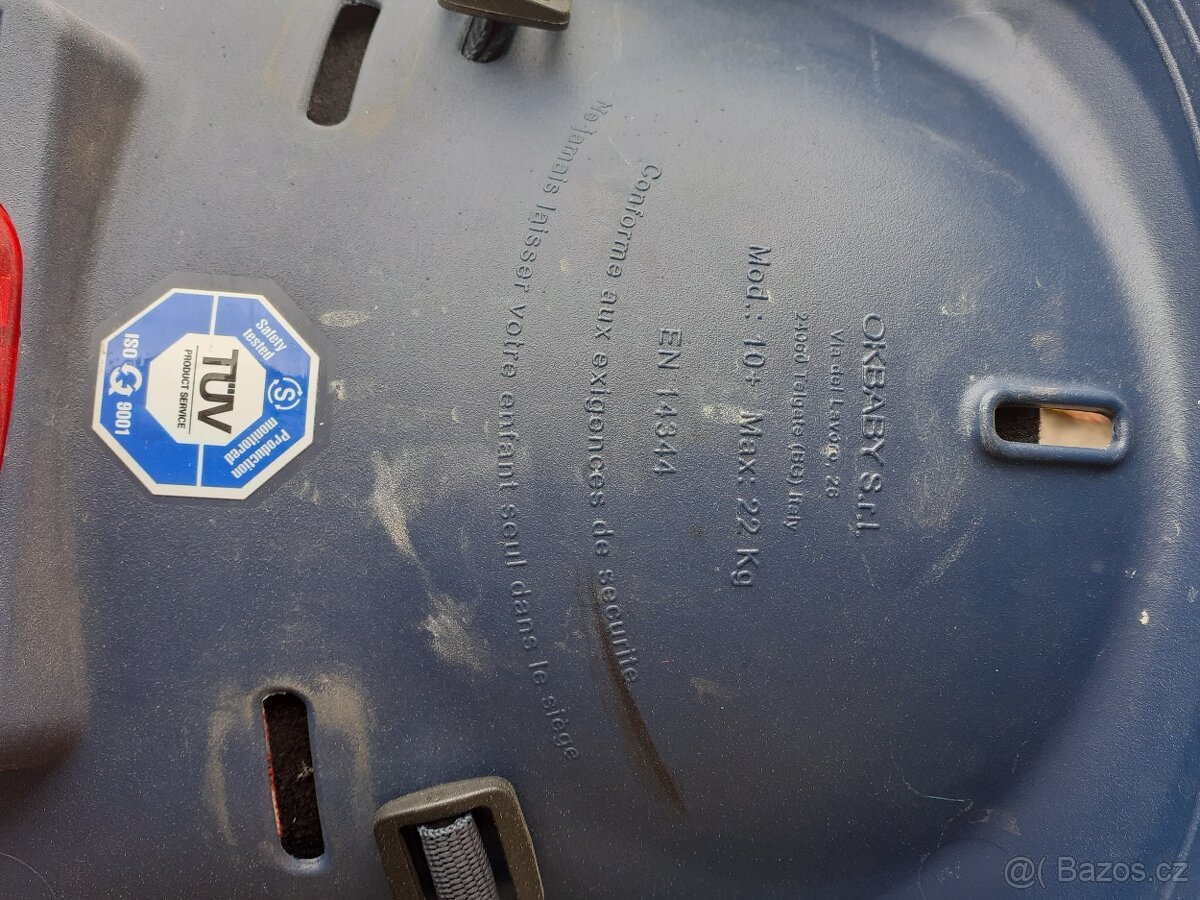 OKBABY S.r.l.
Via del Lavoro, 26
24060 Telgate (BG) Italy
Mod.: 10+ Max: 22 Kg
EN 14344
Conforme aux exigences de securite
Ne jamais laisser votre enfant seul dans le siège
Safety
tested
S
Production
monitored
TÜV
PRODUCT SERVICE
ISO 9001
@( Bazos.cz